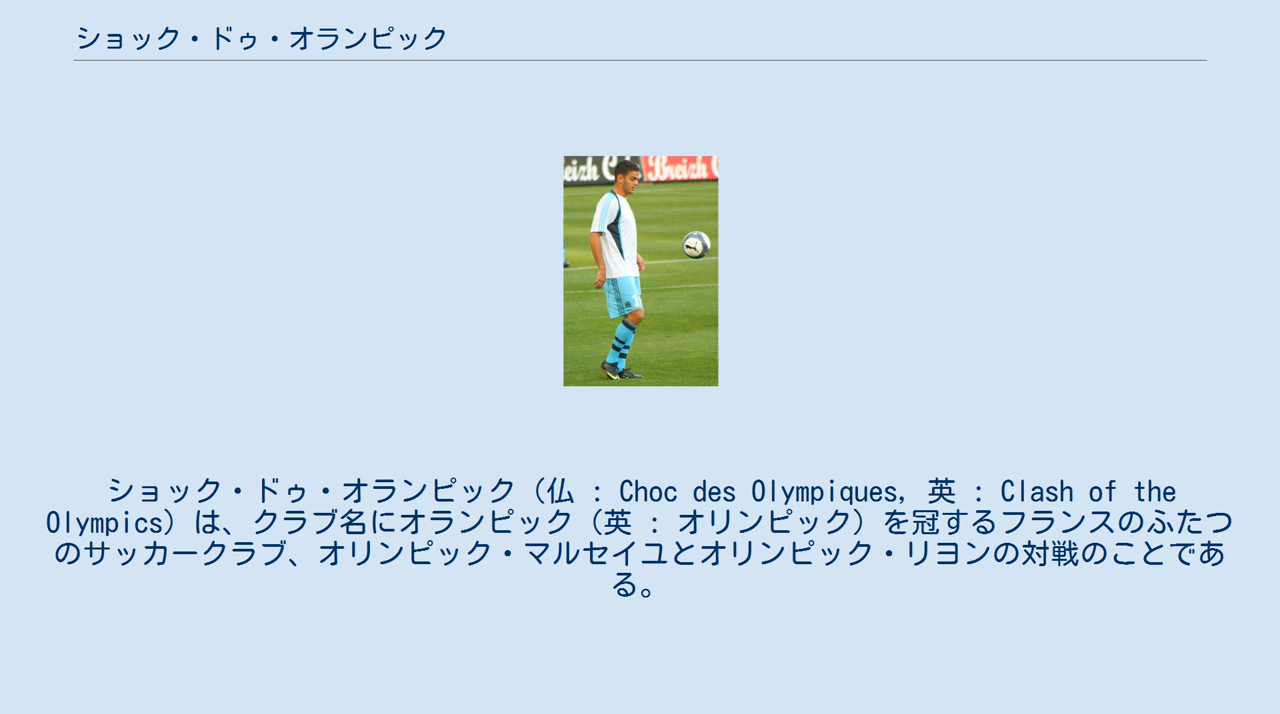 ショック・ドゥ・オランピック
Breizh
ショック・ドゥ・オランピック（仏 : Choc des Olympiques, 英 : Clash of the
Olympics）は、クラブ名にオランピック（英 : オリンピック）を冠するフランスのふたつ
のサッカークラブ、オリンピック・マルセイユとオリンピック・リヨンの対戦のことであ
る。